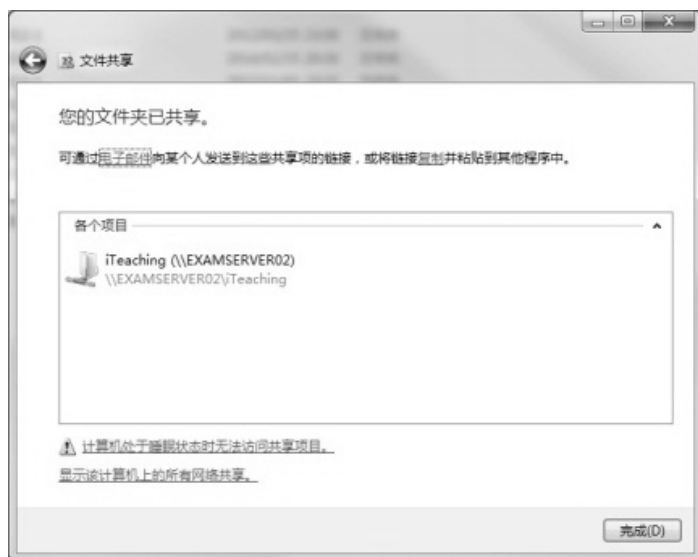 文件共享
您的文件夹已共享。
可通过电子邮件向某个人发送到这些共享项的链接，或将链接复制并粘贴到其他程序中。
各个项目
iTeaching (\\EXAMSERVER02)
\\EXAMSERVER02\iTeaching
计算机处于睡眠状态时无法访问共享项目。
显示该计算机上的所有网络共享。
完成(D)